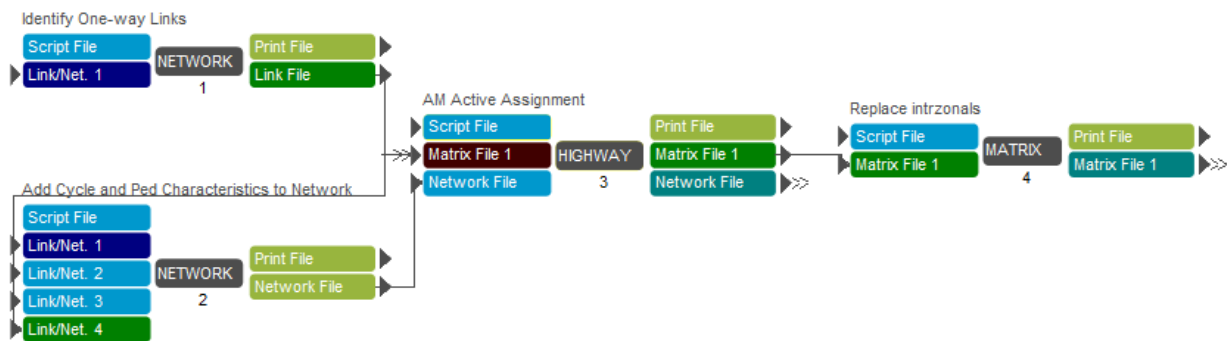 Identify One-way Links
Script File
Link/Net. 1
NETWORK
1
Print File
Link File
Add Cycle and Ped Characteristics to Network
Script File
Link/Net. 1
Link/Net. 2
Link/Net. 3
Link/Net. 4
NETWORK
2
Print File
Network File
AM Active Assignment
Script File
Matrix File 1
Network File
HIGHWAY
3
Print File
Matrix File 1
Network File
Replace intrzonals
Script File
Matrix File 1
MATRIX
4
Print File
Matrix File 1